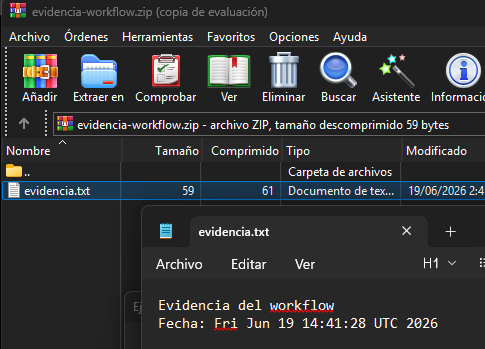 evidencia-workflow.zip (copia de evaluación)
Archivo Órdenes Herramientas Favoritos Opciones Ayuda
Añadir Extraer en Comprobar Ver Eliminar Buscar Asistente Informació
evidencia-workflow.zip - archivo ZIP, tamaño descomprimido 59 bytes
Nombre Tamaño Comprimido Tipo Modificado
.. Carpeta de archivos
evidencia.txt 59 61 Documento de tex... 19/06/2026 2:4
evidencia.txt
Archivo Editar Ver H1
Evidencia del workflow
Fecha: Fri Jun 19 14:41:28 UTC 2026